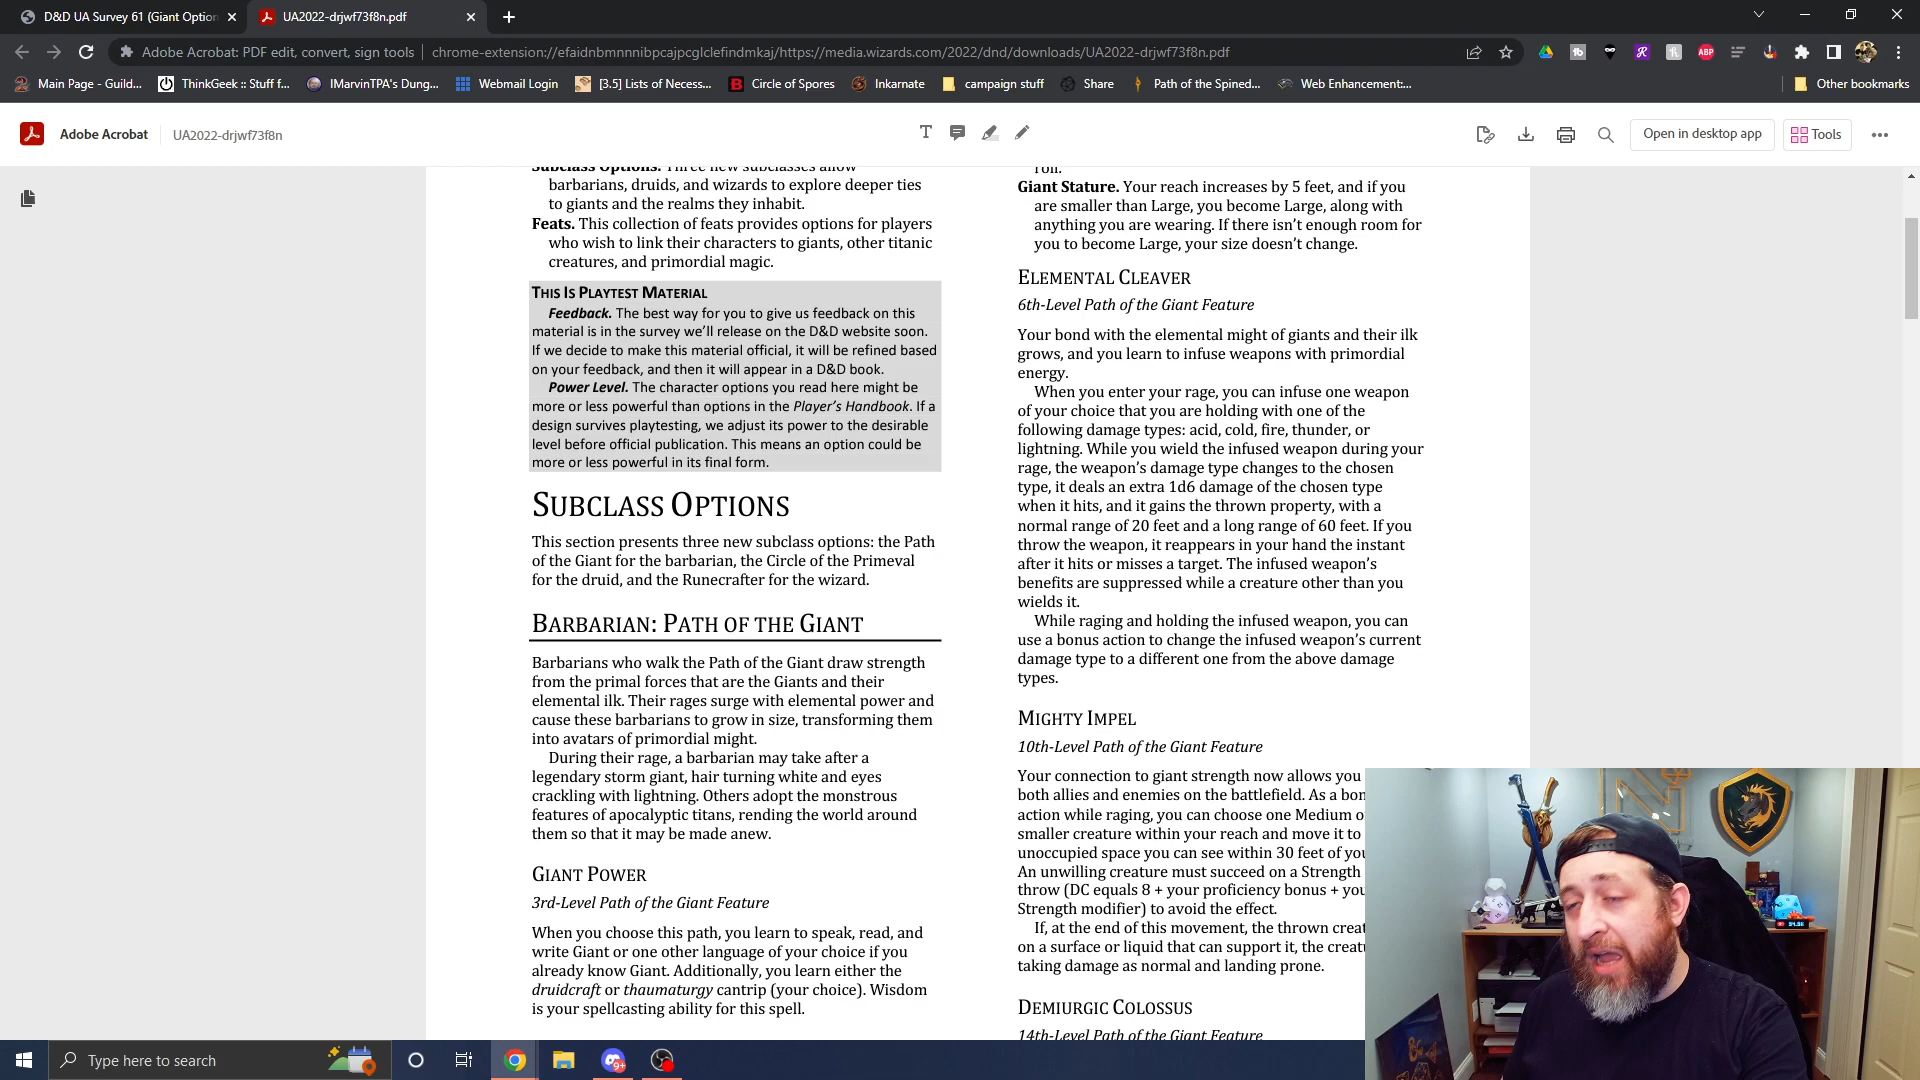 D&D UA Survey 61 (Giant Option
UA2022-drjwf73f8n.pdf
Adobe Acrobat: PDF edit, convert, sign tools
chrome-extension://efaidnbmnnnibpcajpcglclefindmkaj/https://media.wizards.com/2022/dnd/downloads/UA2022-drjwf73f8n.pdf
ABP
Main Page - Guild...
ThinkGeek :: Stuff f...
IMarvinTPA's Dung...
Webmail Login
[3.5] Lists of Necess...
Circle of Spores
Inkarnate
campaign stuff
Share
Path of the Spined...
Web Enhancement:...
Other bookmarks
Adobe Acrobat
UA2022-drjwf73f8n
Open in desktop app
Tools
Subclass Options. Three new subclasses allow
barbarians, druids, and wizards to explore deeper ties
to giants and the realms they inhabit.
Feats. This collection of feats provides options for players
who wish to link their characters to giants, other titanic
creatures, and primordial magic.
THIS IS PLAYTEST MATERIAL
Feedback. The best way for you to give us feedback on this
material is in the survey we'll release on the D&D website soon.
If we decide to make this material official, it will be refined based
on your feedback, and then it will appear in a D&D book.
Power Level. The character options you read here might be
more or less powerful than options in the Player's Handbook. If a
design survives playtesting, we adjust its power to the desirable
level before official publication. This means an option could be
more or less powerful in its final form.
SUBCLASS OPTIONS
This section presents three new subclass options: the Path
of the Giant for the barbarian, the Circle of the Primeval
for the druid, and the Runecrafter for the wizard.
BARBARIAN: PATH OF THE GIANT
Barbarians who walk the Path of the Giant draw strength
from the primal forces that are the Giants and their
elemental ilk. Their rages surge with elemental power and
cause these barbarians to grow in size, transforming them
into avatars of primordial might.
During their rage, a barbarian may take after a
legendary storm giant, hair turning white and eyes
crackling with lightning. Others adopt the monstrous
features of apocalyptic titans, rending the world around
them so that it may be made anew.
GIANT POWER
3rd-Level Path of the Giant Feature
When you choose this path, you learn to speak, read, and
write Giant or one other language of your choice if you
already know Giant. Additionally, you learn either the
druidcraft or thaumaturgy cantrip (your choice). Wisdom
is your spellcasting ability for this spell.
roll.
Giant Stature. Your reach increases by 5 feet, and if you
are smaller than Large, you become Large, along with
anything you are wearing. If there isn't enough room for
you to become Large, your size doesn't change.
ELEMENTAL CLEAVER
6th-Level Path of the Giant Feature
Your bond with the elemental might of giants and their ilk
grows, and you learn to infuse weapons with primordial
energy.
When you enter your rage, you can infuse one weapon
of your choice that you are holding with one of the
following damage types: acid, cold, fire, thunder, or
lightning. While you wield the infused weapon during your
rage, the weapon's damage type changes to the chosen
type, it deals an extra 1d6 damage of the chosen type
when it hits, and it gains the thrown property, with a
normal range of 20 feet and a long range of 60 feet. If you
throw the weapon, it reappears in your hand the instant
after it hits or misses a target. The infused weapon's
benefits are suppressed while a creature other than you
wields it.
While raging and holding the infused weapon, you can
use a bonus action to change the infused weapon's current
damage type to a different one from the above damage
types.
MIGHTY IMPEL
10th-Level Path of the Giant Feature
Your connection to giant strength now allows you
both allies and enemies on the battlefield. As a bon
action while raging, you can choose one Medium o
smaller creature within your reach and move it to
unoccupied space you can see within 30 feet of you
An unwilling creature must succeed on a Strength
throw (DC equals 8 + your proficiency bonus + you
Strength modifier) to avoid the effect.
If, at the end of this movement, the thrown creat
on a surface or liquid that can support it, the creatu
taking damage as normal and landing prone.
DEMIURGIC COLOSSUS
14th-Level Path of the Giant Feature
Type here to search
9+